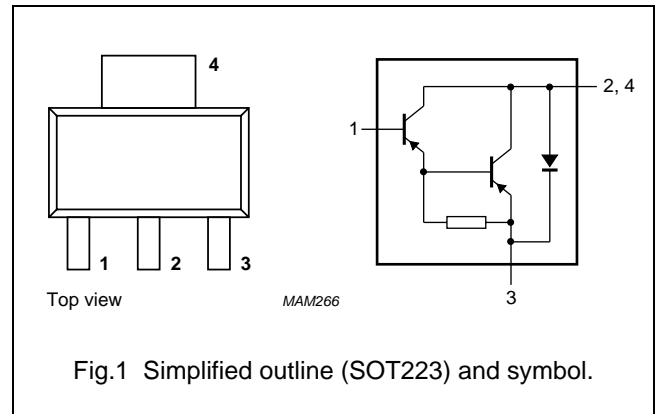 4
2, 4
1
1 2 3
Top view
MAM266
3
Fig.1 Simplified outline (SOT223) and symbol.